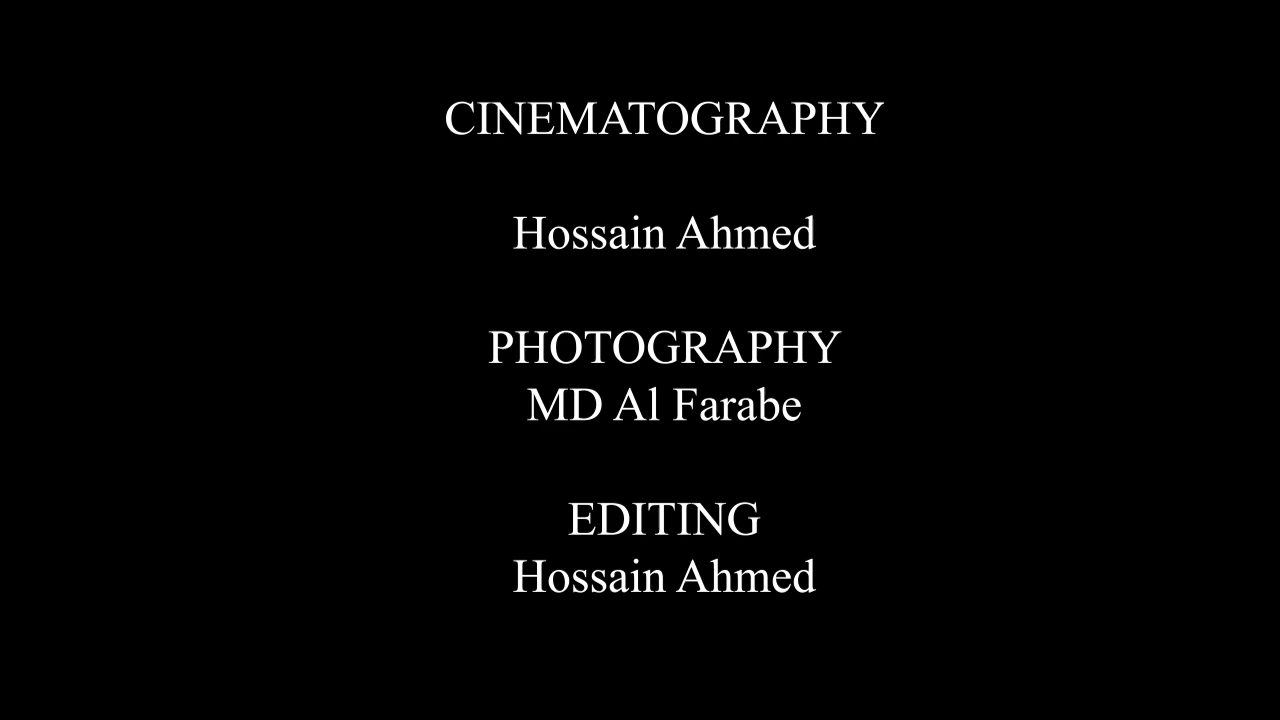 CINEMATOGRAPHY
Hossain Ahmed
PHOTOGRAPHY
MD Al Farabe
EDITING
Hossain Ahmed